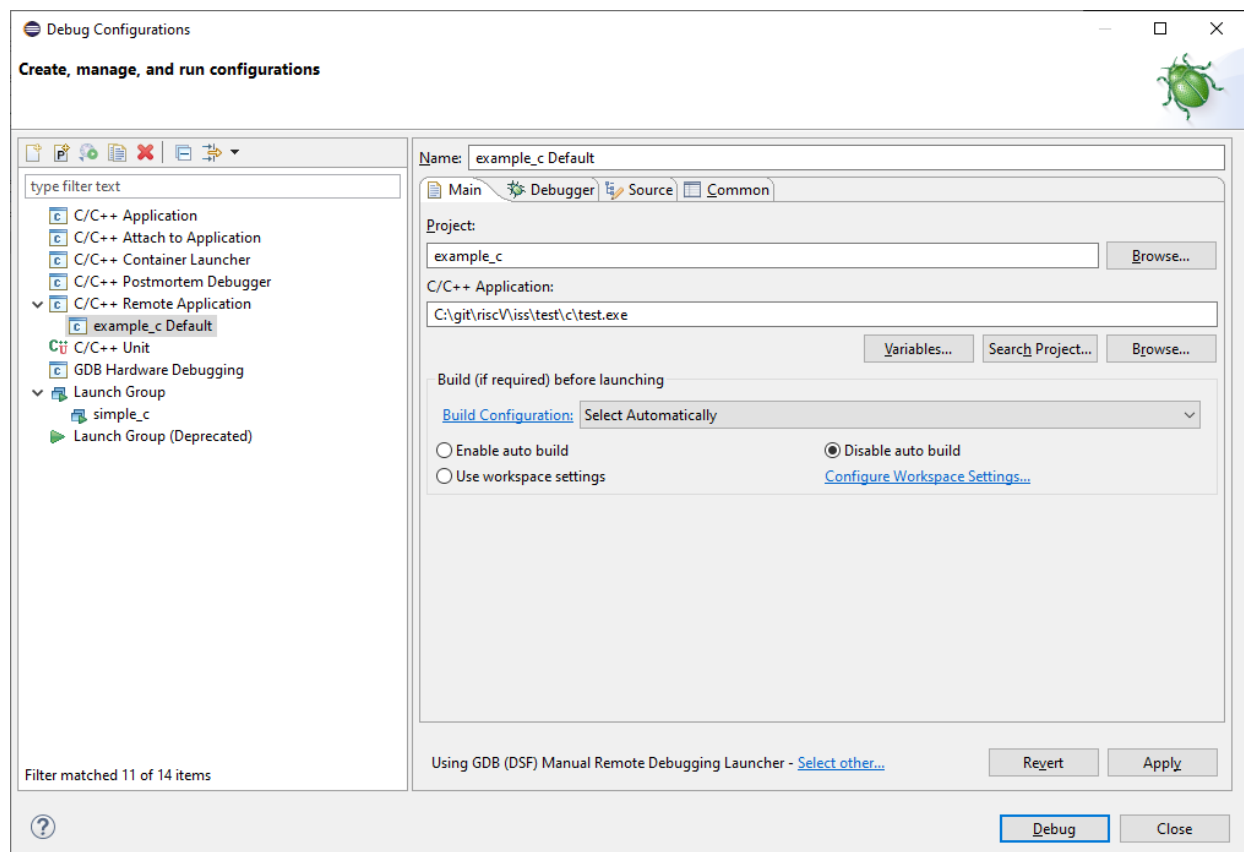 Debug Configurations
Create, manage, and run configurations
type filter text
C/C++ Application
C/C++ Attach to Application
C/C++ Container Launcher
C/C++ Postmortem Debugger
C/C++ Remote Application
example_c Default
C/C++ Unit
GDB Hardware Debugging
Launch Group
simple_c
Launch Group (Deprecated)
Filter matched 11 of 14 items
Name: example_c Default
Main Debugger Source Common
Project:
example_c Browse...
C/C++ Application:
C:\git\riscV\iss\test\c\test.exe
Variables... Search Project... Browse...
Build (if required) before launching
Build Configuration: Select Automatically
Enable auto build Disable auto build
Use workspace settings Configure Workspace Settings...
Using GDB (DSF) Manual Remote Debugging Launcher - Select other... Revert Apply
? Debug Close